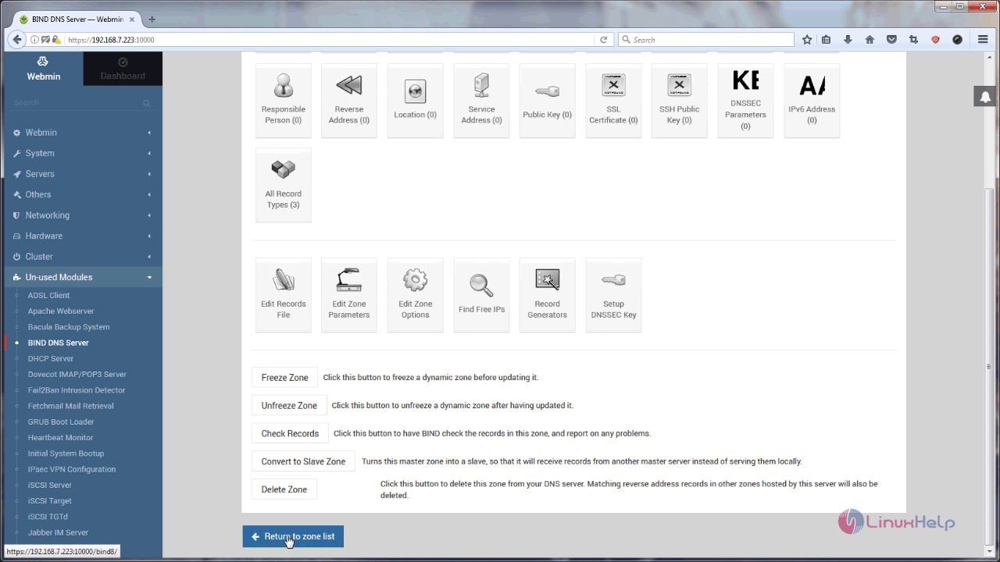 BIND DNS Server — Webmin
https://192.168.7.223:10000
Search
Webmin
Dashboard
Search
Webmin
System
Servers
Others
Networking
Hardware
Cluster
Un-used Modules
ADSL Client
Apache Webserver
Bacula Backup System
BIND DNS Server
DHCP Server
Dovecot IMAP/POP3 Server
Fail2Ban Intrusion Detector
Fetchmail Mail Retrieval
GRUB Boot Loader
Heartbeat Monitor
Initial System Bootup
IPsec VPN Configuration
iSCSI Server
iSCSI Target
iSCSI TGTd
Jabber IM Server
https://192.168.7.223:10000/bind8/
Responsible
Person (0)
Reverse
Address (0)
Location (0)
Service
Address (0)
Public Key (0)
SSL
Certificate (0)
SSH Public
Key (0)
KE
DNSSEC
Parameters
(0)
AA
IPv6 Address
(0)
All Record
Types (3)
Edit Records
File
Edit Zone
Parameters
Edit Zone
Options
Find Free IPs
Record
Generators
Setup
DNSSEC Key
Freeze Zone Click this button to freeze a dynamic zone before updating it.
Unfreeze Zone Click this button to unfreeze a dynamic zone after having updated it.
Check Records Click this button to have BIND check the records in this zone, and report on any problems.
Convert to Slave Zone Turns this master zone into a slave, so that it will receive records from another master server instead of serving them locally.
Delete Zone Click this button to delete this zone from your DNS server. Matching reverse address records in other zones hosted by this server will also be
deleted.
Return to zone list
LinuxHelp